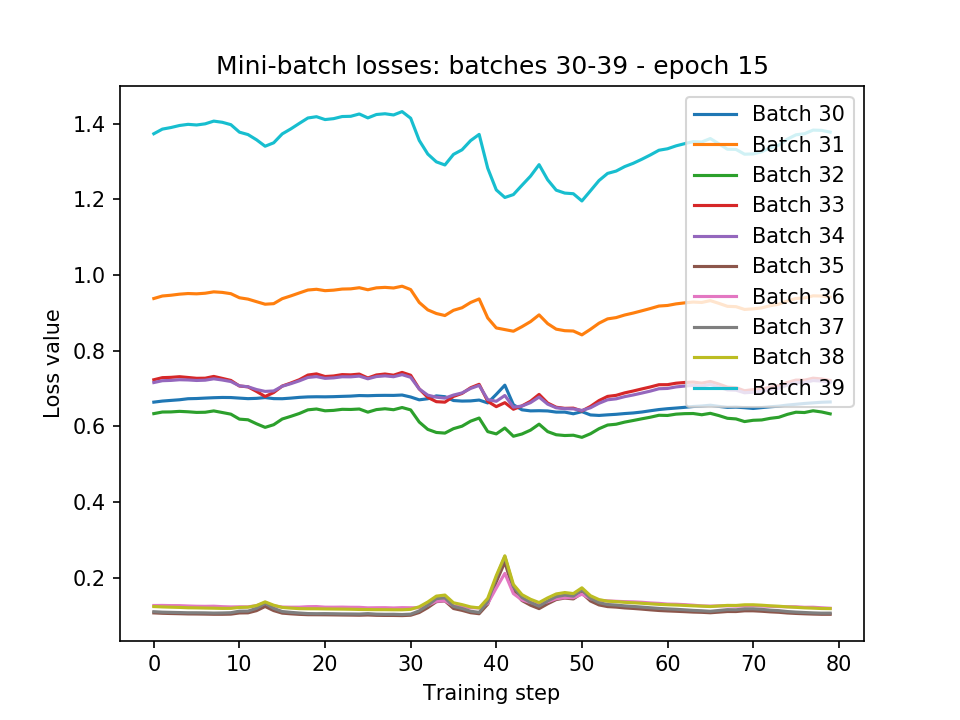 Mini-batch losses: batches 30-39 - epoch 15
Batch 30
Batch 31
Batch 32
Batch 33
Batch 34
Batch 35
Batch 36
Batch 37
Batch 38
Batch 39
Loss value
1.4
1.2
1.0
0.8
0.6
0.4
0.2
0 10 20 30 40 50 60 70 80
Training step